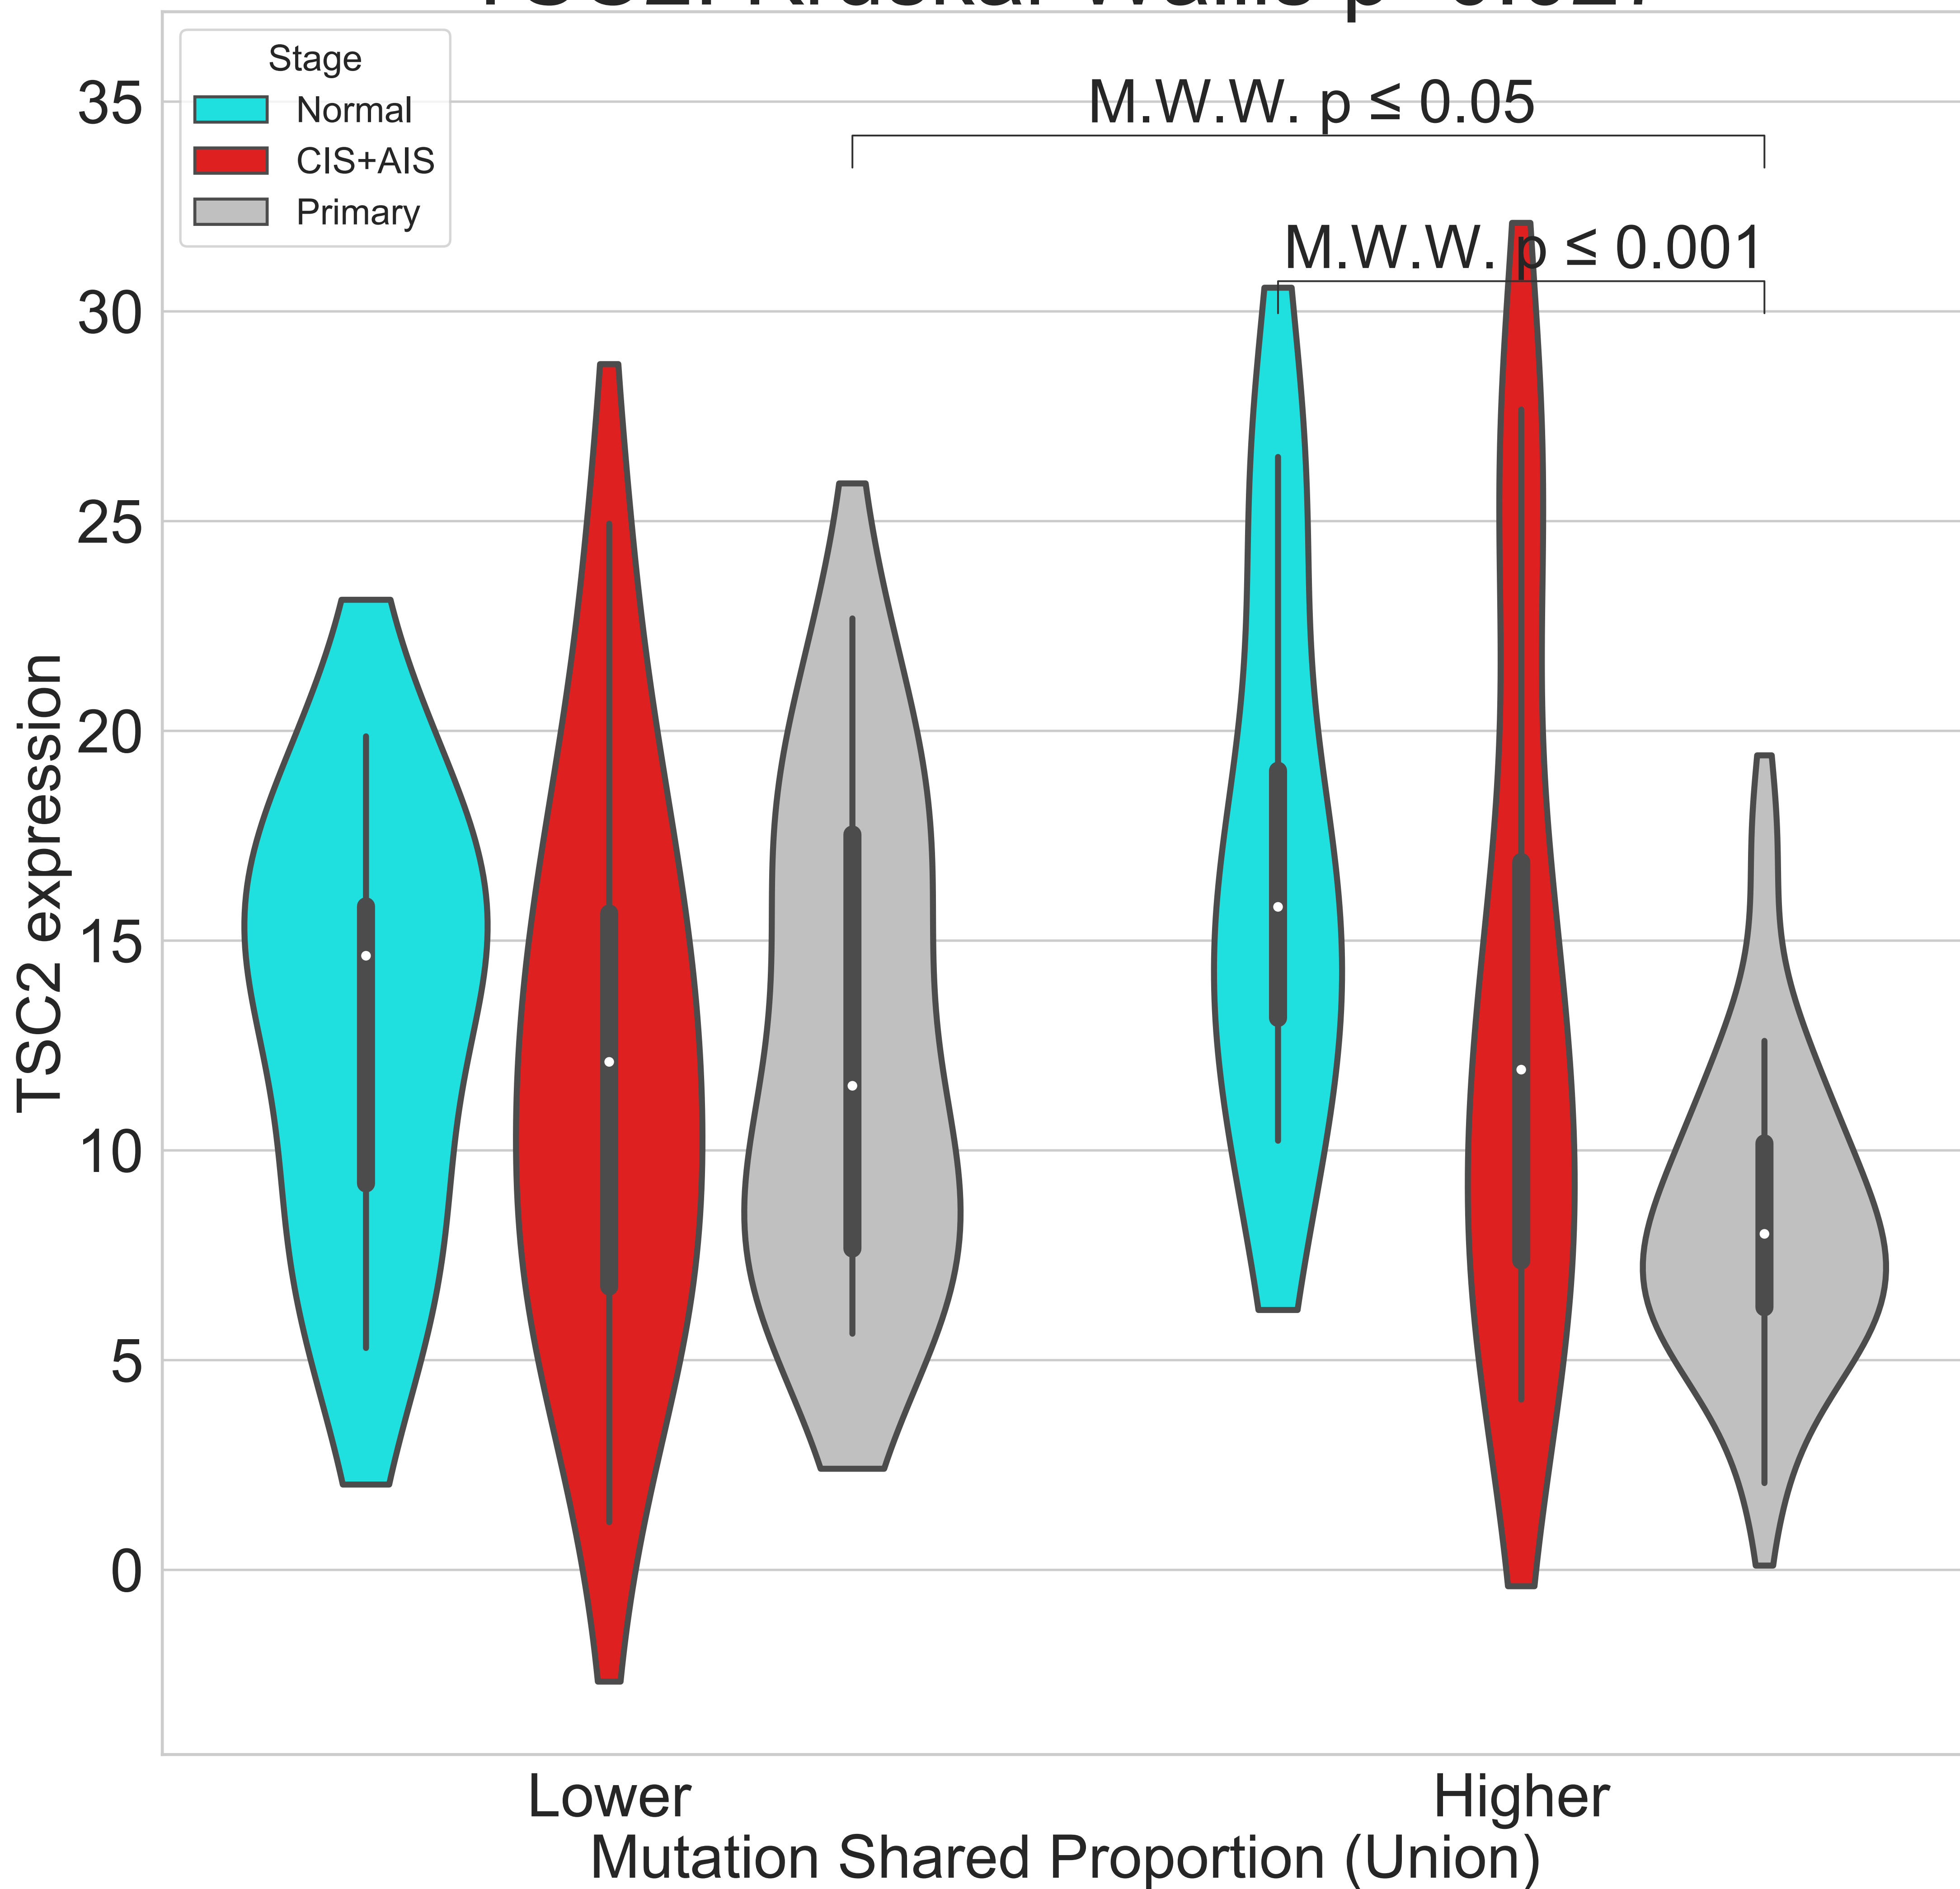 Stage
Normal
CIS+AIS
Primary
M.W.W. p ≤ 0.05
M.W.W. p ≤ 0.001
35
30
25
20
15
10
5
0
TSC2 expression
Lower
Higher
Mutation Shared Proportion (Union)